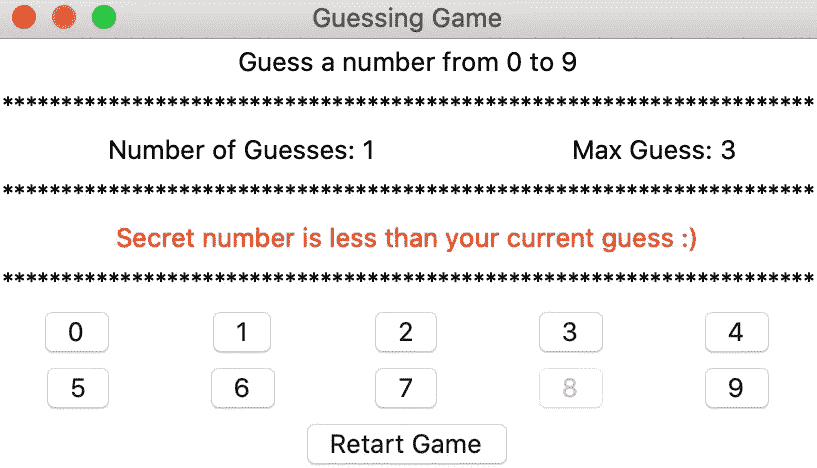 Guessing Game
Guess a number from 0 to 9
*********************************************************************
Number of Guesses: 1 Max Guess: 3
*********************************************************************
Secret number is less than your current guess :)
*********************************************************************
0 1 2 3 4
5 6 7 8 9
Retart Game